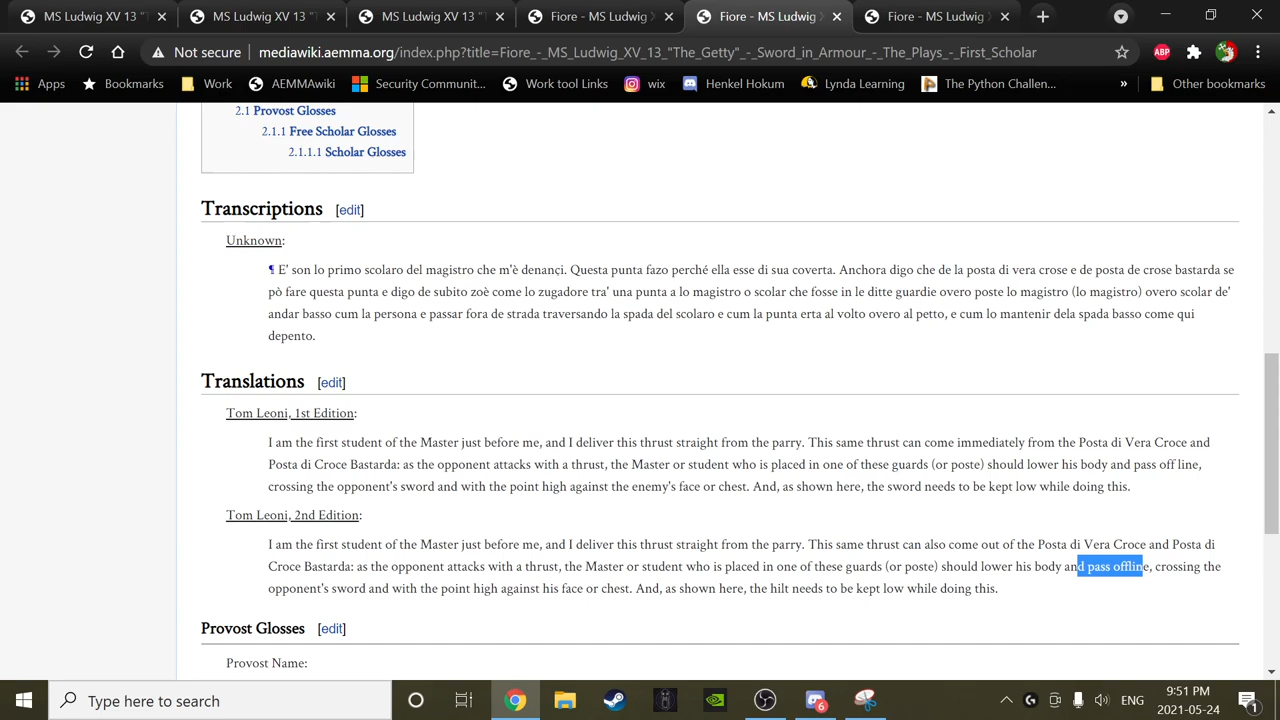 MS Ludwig XV 13 "T
MS Ludwig XV 13 "T
MS Ludwig XV 13 "T
Fiore - MS Ludwig X
Fiore - MS Ludwig X
Fiore - MS Ludwig X
Not secure
mediawiki.aemma.org/index.php?title=Fiore_-_MS_Ludwig_XV_13_"The_Getty"_-_Sword_in_Armour_-_The_Plays_-_First_Scholar
ABP
Apps
Bookmarks
Work
AEMMAwiki
Security Communit...
Work tool Links
wix
Henkel Hokum
Lynda Learning
The Python Challen...
»
Other bookmarks
2.1 Provost Glosses
2.1.1 Free Scholar Glosses
2.1.1.1 Scholar Glosses
Transcriptions [edit]
Unknown:
¶ E' son lo primo scolaro del magistro che m'è denançi. Questa punta fazo perché ella esse di sua coverta. Anchora digo che de la posta di vera crose e de posta de crose bastarda se
pò fare questa punta e digo de subito zoè come lo zugadore tra' una punta a lo magistro o scolar che fosse in le ditte guardie overo poste lo magistro (lo magistro) overo scolar de'
andar basso cum la persona e passar fora de strada traversando la spada del scolaro e cum la punta erta al volto overo al petto, e cum lo mantenir dela spada basso come qui
depento.
Translations [edit]
Tom Leoni, 1st Edition:
I am the first student of the Master just before me, and I deliver this thrust straight from the parry. This same thrust can come immediately from the Posta di Vera Croce and
Posta di Croce Bastarda: as the opponent attacks with a thrust, the Master or student who is placed in one of these guards (or poste) should lower his body and pass off line,
crossing the opponent's sword and with the point high against the enemy's face or chest. And, as shown here, the sword needs to be kept low while doing this.
Tom Leoni, 2nd Edition:
I am the first student of the Master just before me, and I deliver this thrust straight from the parry. This same thrust can also come out of the Posta di Vera Croce and Posta di
Croce Bastarda: as the opponent attacks with a thrust, the Master or student who is placed in one of these guards (or poste) should lower his body and pass offline, crossing the
opponent's sword and with the point high against his face or chest. And, as shown here, the hilt needs to be kept low while doing this.
Provost Glosses [edit]
Provost Name:
Type here to search
6
ENG
9:51 PM
2021-05-24
1